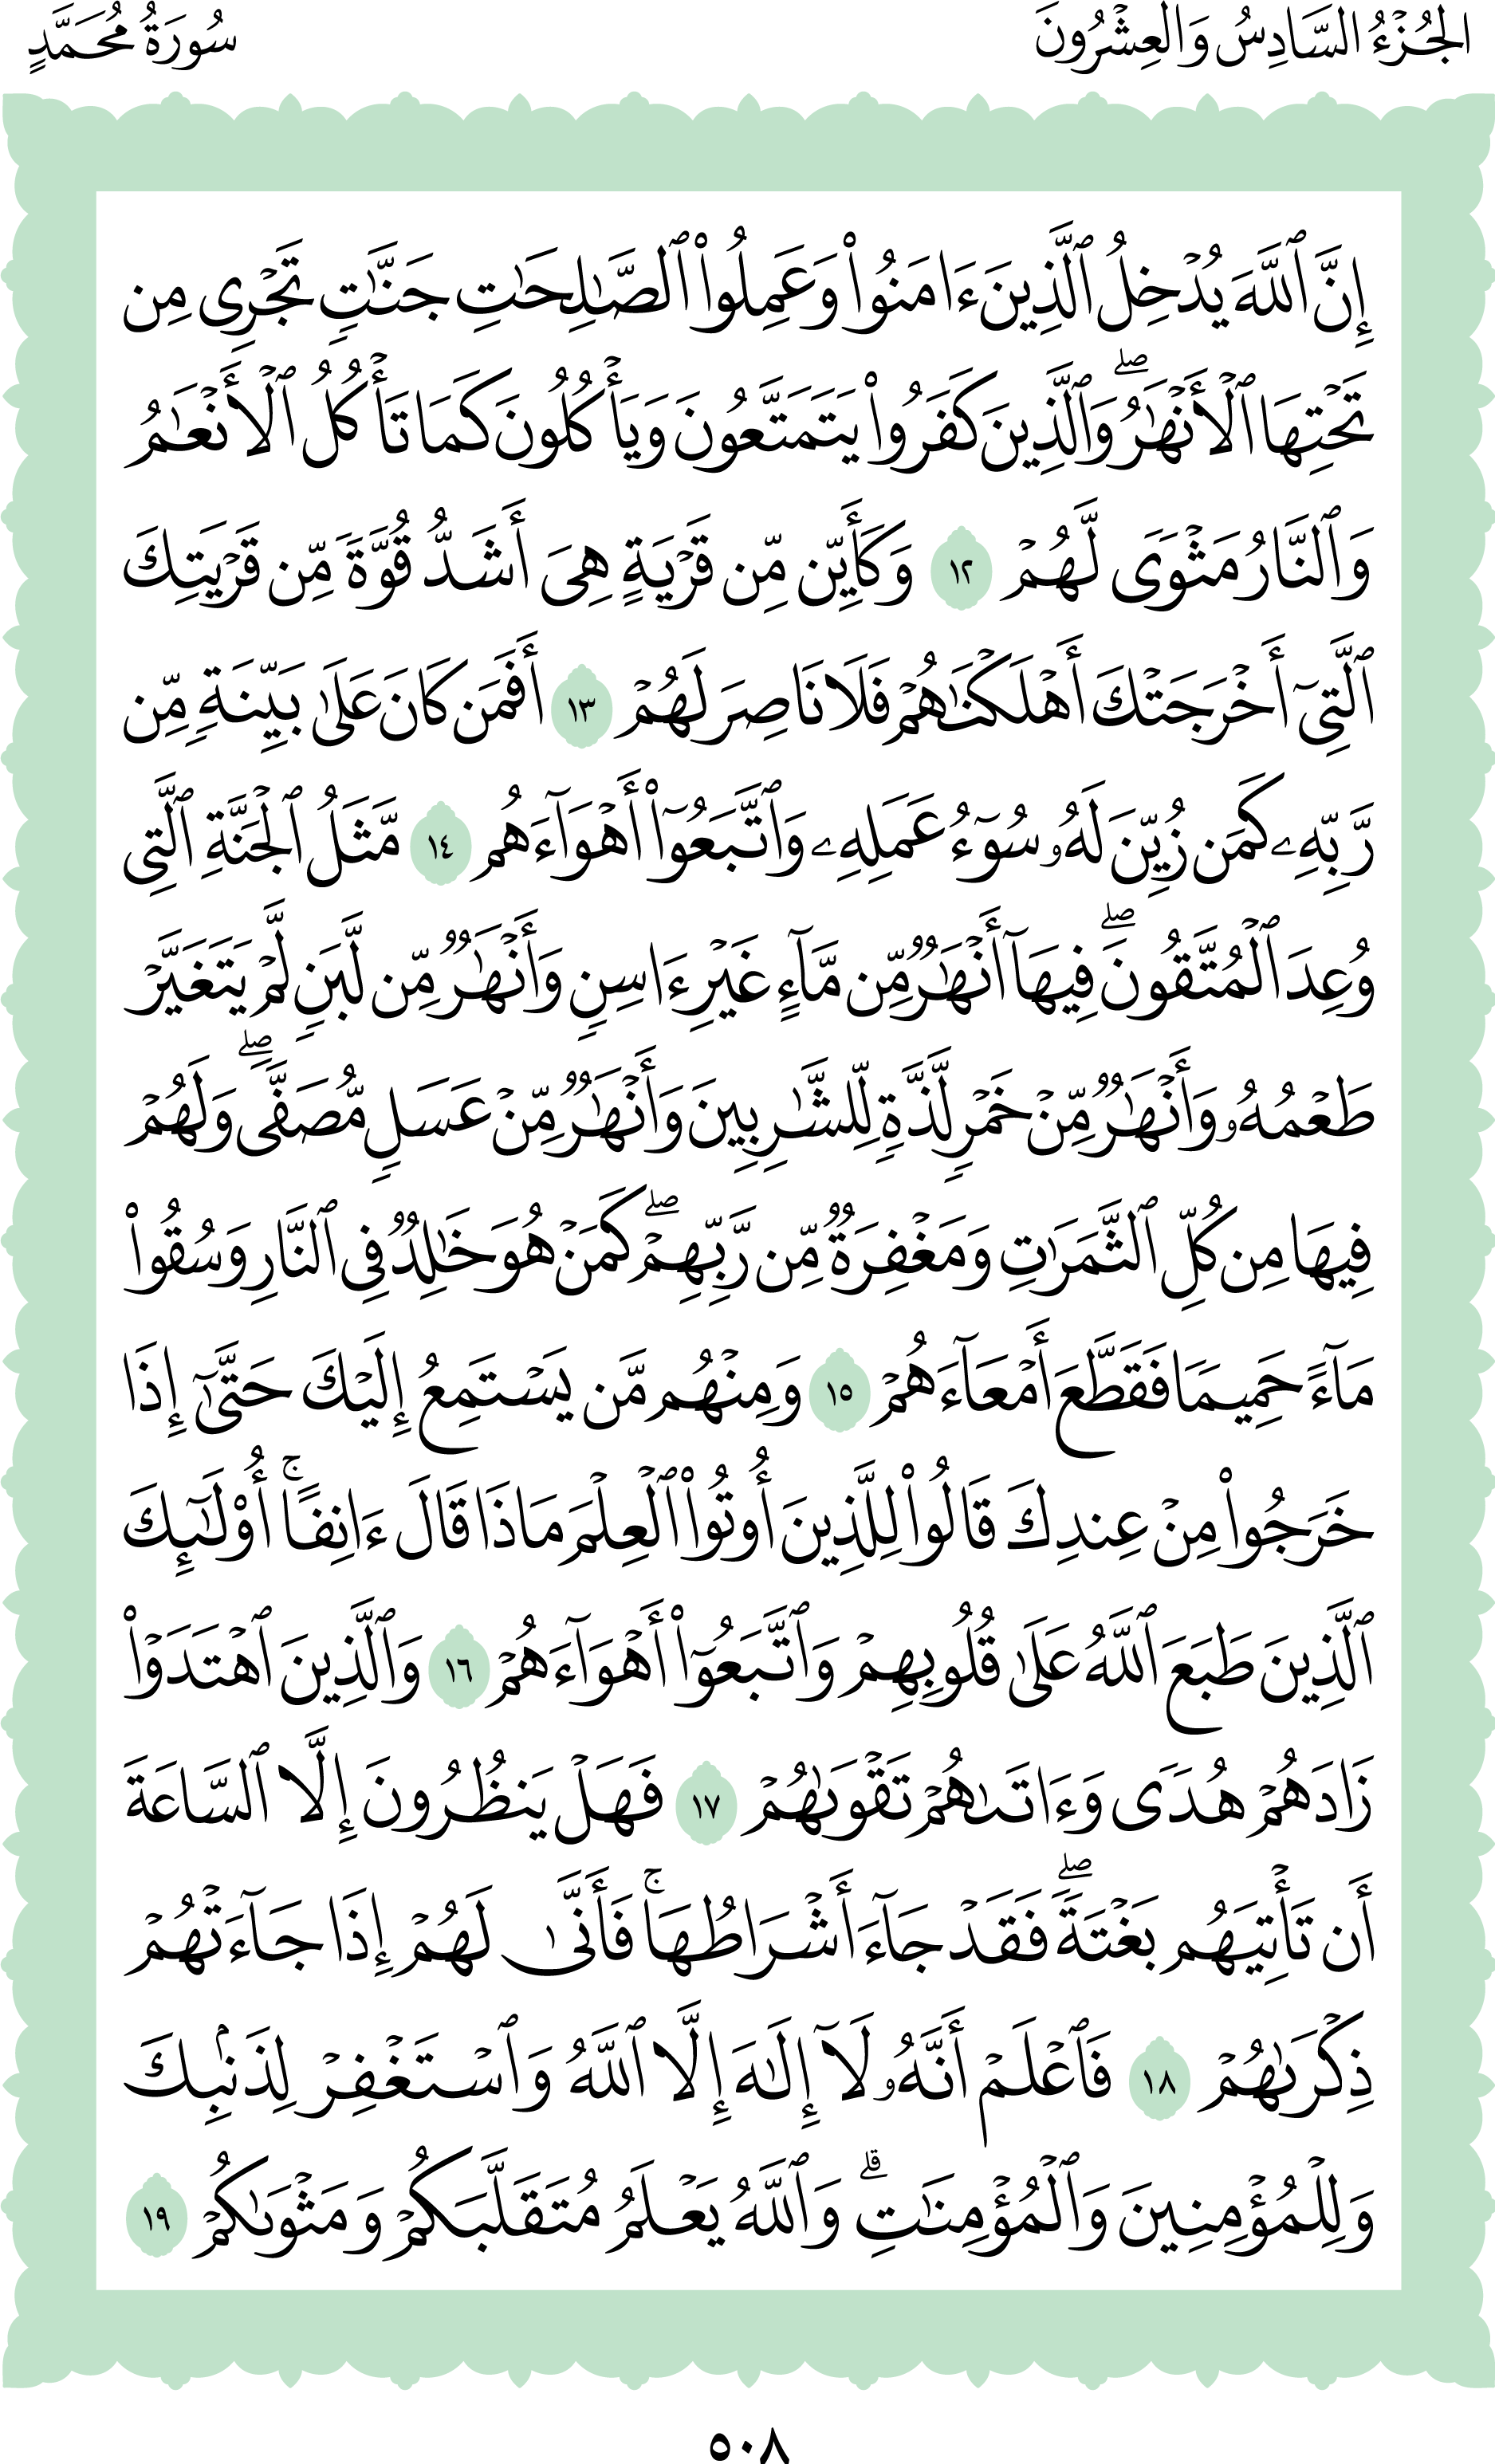 الجُزْءُ السَّادِسُ وَالعِشْرُونَ
سُورَةُ مُحَمَّدٍ
إِنَّ ٱللَّهَ يُدۡخِلُ ٱلَّذِينَ ءَامَنُواْ وَعَمِلُواْ ٱلصَّٰلِحَٰتِ جَنَّٰتٖ تَجۡرِي مِن
تَحۡتِهَا ٱلۡأَنۡهَٰرُۖ وَٱلَّذِينَ كَفَرُواْ يَتَمَتَّعُونَ وَيَأۡكُلُونَ كَمَا تَأۡكُلُ ٱلۡأَنۡعَٰمُ
وَٱلنَّارُ مَثۡوٗى لَّهُمۡ ١٢ وَكَأَيِّن مِّن قَرۡيَةٍ هِيَ أَشَدُّ قُوَّةٗ مِّن قَرۡيَتِكَ
ٱلَّتِيٓ أَخۡرَجَتۡكَ أَهۡلَكۡنَٰهُمۡ فَلَا نَاصِرَ لَهُمۡ ١٣ أَفَمَن كَانَ عَلَىٰ بَيِّنَةٖ مِّن
رَّبِّهِۦ كَمَن زُيِّنَ لَهُۥ سُوٓءُ عَمَلِهِۦ وَٱتَّبَعُوٓاْ أَهۡوَآءَهُم ١٤ مَّثَلُ ٱلۡجَنَّةِ ٱلَّتِي
وُعِدَ ٱلۡمُتَّقُونَۖ فِيهَآ أَنۡهَٰرٞ مِّن مَّآءٍ غَيۡرِ ءَاسِنٖ وَأَنۡهَٰرٞ مِّن لَّبَنٖ لَّمۡ يَتَغَيَّرۡ
طَعۡمُهُۥ وَأَنۡهَٰرٞ مِّنۡ خَمۡرٖ لَّذَّةٖ لِّلشَّٰرِبِينَ وَأَنۡهَٰرٞ مِّنۡ عَسَلٖ مُّصَفّٗىۖ وَلَهُمۡ
فِيهَا مِن كُلِّ ٱلثَّمَرَٰتِ وَمَغۡفِرَةٞ مِّن رَّبِّهِمۡۖ كَمَنۡ هُوَ خَٰلِدٞ فِي ٱلنَّارِ وَسُقُواْ
مَآءً حَمِيمٗا فَقَطَّعَ أَمۡعَآءَهُمۡ ١٥ وَمِنۡهُم مَّن يَسۡتَمِعُ إِلَيۡكَ حَتَّىٰٓ إِذَا
خَرَجُواْ مِنۡ عِندِكَ قَالُواْ لِلَّذِينَ أُوتُواْ ٱلۡعِلۡمَ مَاذَا قَالَ ءَانِفًاۚ أُوْلَٰٓئِكَ
ٱلَّذِينَ طَبَعَ ٱللَّهُ عَلَىٰ قُلُوبِهِمۡ وَٱتَّبَعُوٓاْ أَهۡوَآءَهُمۡ ١٦ وَٱلَّذِينَ ٱهۡتَدَوۡاْ
زَادَهُمۡ هُدٗى وَءَاتَىٰهُمۡ تَقۡوَىٰهُمۡ ١٧ فَهَلۡ يَنظُرُونَ إِلَّا ٱلسَّاعَةَ
أَن تَأۡتِيَهُم بَغۡتَةٗۖ فَقَدۡ جَآءَ أَشۡرَاطُهَاۚ فَأَنَّىٰ لَهُمۡ إِذَا جَآءَتۡهُمۡ
ذِكۡرَىٰهُمۡ ١٨ فَٱعۡلَمۡ أَنَّهُۥ لَآ إِلَٰهَ إِلَّا ٱللَّهُ وَٱسۡتَغۡفِرۡ لِذَنۢبِكَ
وَلِلۡمُؤۡمِنِينَ وَٱلۡمُؤۡمِنَٰتِۗ وَٱللَّهُ يَعۡلَمُ مُتَقَلَّبَكُمۡ وَمَثۡوَىٰكُمۡ ١٩
٥٠٨